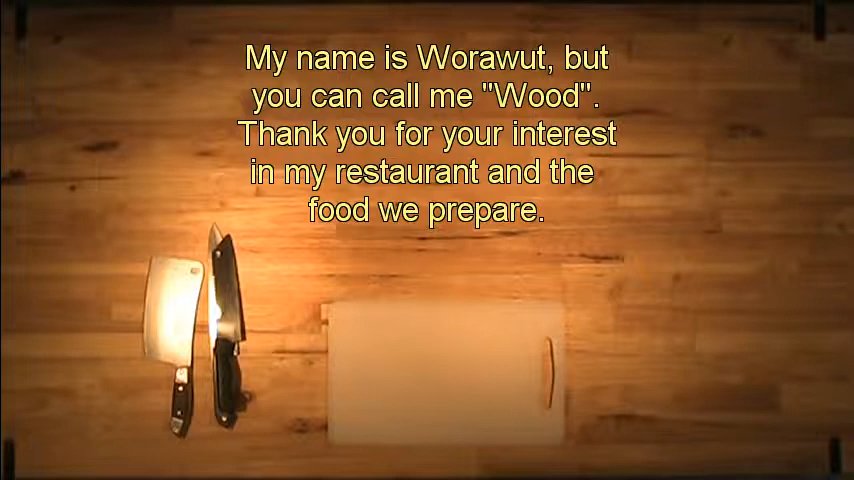 My name is Worawut, but
you can call me "Wood".
Thank you for your interest
in my restaurant and the
food we prepare.